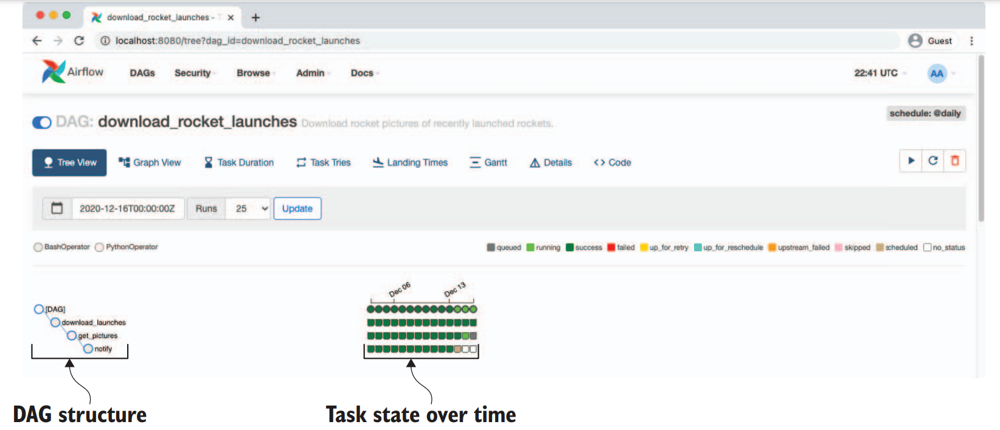 download_rocket_launches - T
localhost:8080/tree?dag_id=download_rocket_launches
Guest
Airflow DAGs Security Browse Admin Docs 22:41 UTC AA
schedule: @daily
DAG: download_rocket_launches Download rocket pictures of recently launched rockets.
Tree View Graph View Task Duration Task Tries Landing Times Gantt Details <> Code
2020-12-16T00:00:00Z Runs 25 Update
BashOperator PythonOperator
queued running success failed up_for_retry up_for_reschedule upstream_failed skipped scheduled no_status
Dec 06 Dec 13
[DAG]
download_launches
get_pictures
notify
DAG structure Task state over time